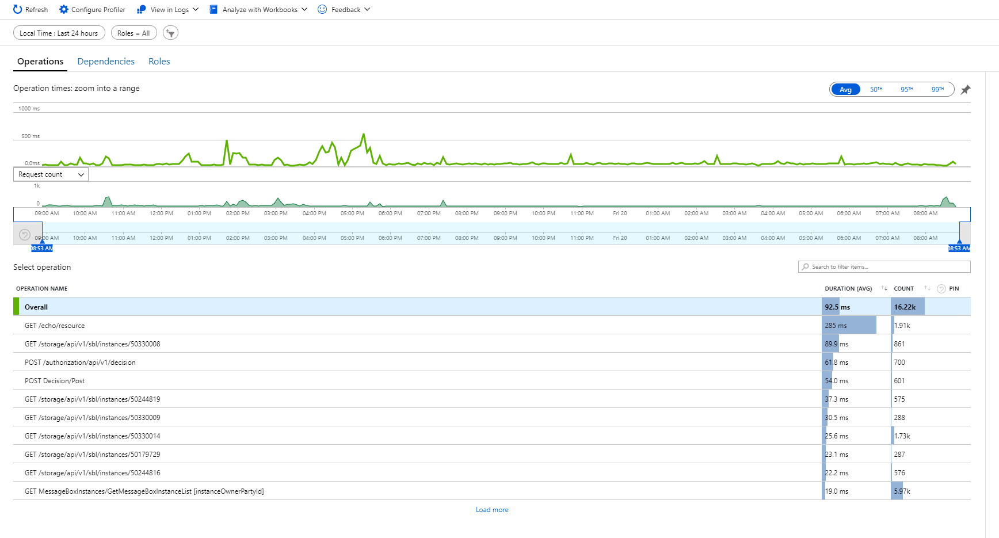 Refresh Configure Profiler View in Logs Analyze with Workbooks Feedback
Local Time : Last 24 hours Roles = All
Operations Dependencies Roles
Operation times: zoom into a range
Avg 50TH 95TH 99TH
1000 ms
500 ms
0.0ms
Request count
1k
0
09:00 AM 10:00 AM 11:00 AM 12:00 PM 01:00 PM 02:00 PM 03:00 PM 04:00 PM 05:00 PM 06:00 PM 07:00 PM 08:00 PM 09:00 PM 10:00 PM 11:00 PM Fri 20 01:00 AM 02:00 AM 03:00 AM 04:00 AM 05:00 AM 06:00 AM 07:00 AM 08:00 AM
09:00 AM 10:00 AM 11:00 AM 12:00 PM 01:00 PM 02:00 PM 03:00 PM 04:00 PM 05:00 PM 06:00 PM 07:00 PM 08:00 PM 09:00 PM 10:00 PM 11:00 PM Fri 20 01:00 AM 02:00 AM 03:00 AM 04:00 AM 05:00 AM 06:00 AM 07:00 AM 08:00 AM
08:53 AM 08:53 AM
Select operation
Search to filter items...
OPERATION NAME DURATION (AVG) COUNT PIN
Overall 92.5 ms 16.22k
GET /echo/resource 285 ms 1.91k
GET /storage/api/v1/sbl/instances/50330008 89.9 ms 861
POST /authorization/api/v1/decision 61.8 ms 700
POST Decision/Post 54.0 ms 601
GET /storage/api/v1/sbl/instances/50244819 37.3 ms 575
GET /storage/api/v1/sbl/instances/50330009 30.5 ms 288
GET /storage/api/v1/sbl/instances/50330014 25.6 ms 1.73k
GET /storage/api/v1/sbl/instances/50179729 23.1 ms 287
GET /storage/api/v1/sbl/instances/50244816 22.2 ms 576
GET MessageBoxInstances/GetMessageBoxInstanceList [instanceOwnerPartyId] 19.0 ms 5.97k
Load more